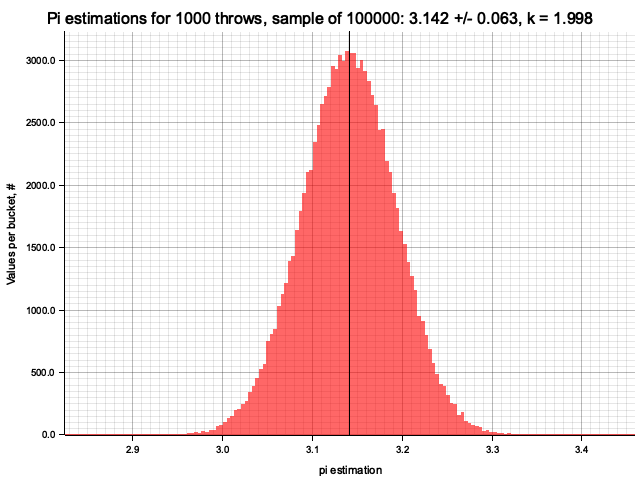 Pi estimations for 1000 throws, sample of 100000: 3.142 +/- 0.063, k = 1.998
3000.0
2500.0
2000.0
1500.0
1000.0
500.0
0.0
Values per bucket, #
2.9 3.0 3.1 3.2 3.3 3.4
pi estimation